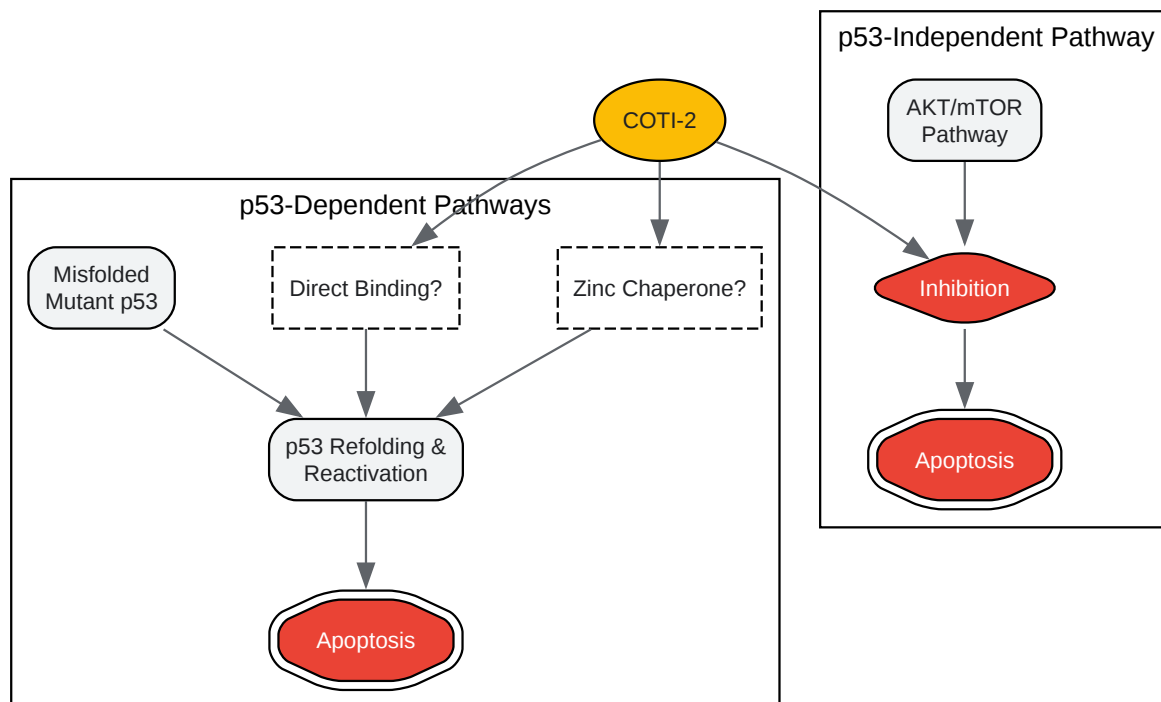 p53-Independent Pathway
AKT/mTOR
Pathway
COTI-2
p53-Dependent Pathways
Misfolded
Mutant p53
Direct Binding?
Zinc Chaperone?
Inhibition
p53 Refolding &
Reactivation
Apoptosis
Apoptosis